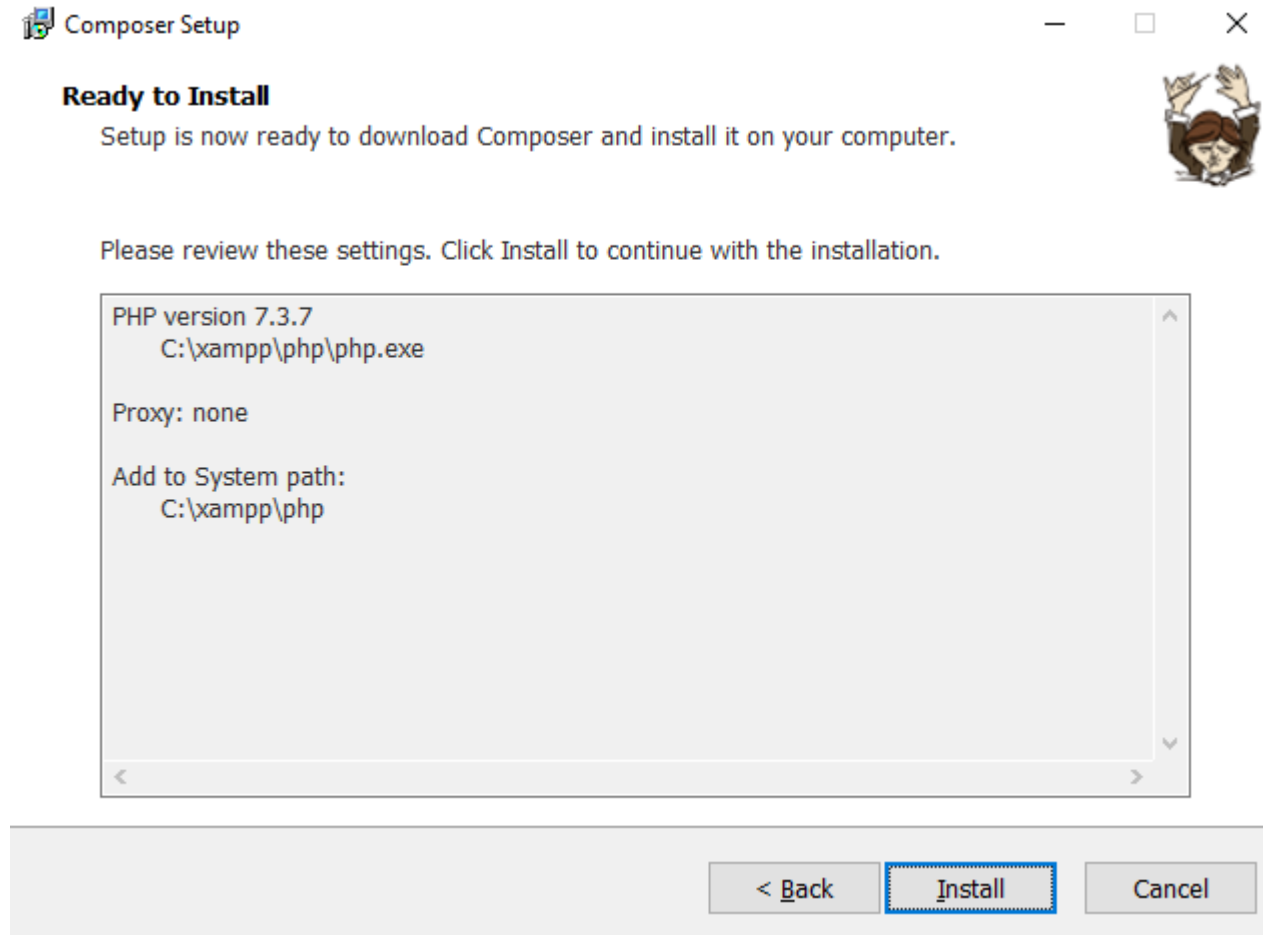 Composer Setup
Ready to Install
Setup is now ready to download Composer and install it on your computer.
Please review these settings. Click Install to continue with the installation.
PHP version 7.3.7
C:\xampp\php\php.exe
Proxy: none
Add to System path:
C:\xampp\php
< Back
Install
Cancel